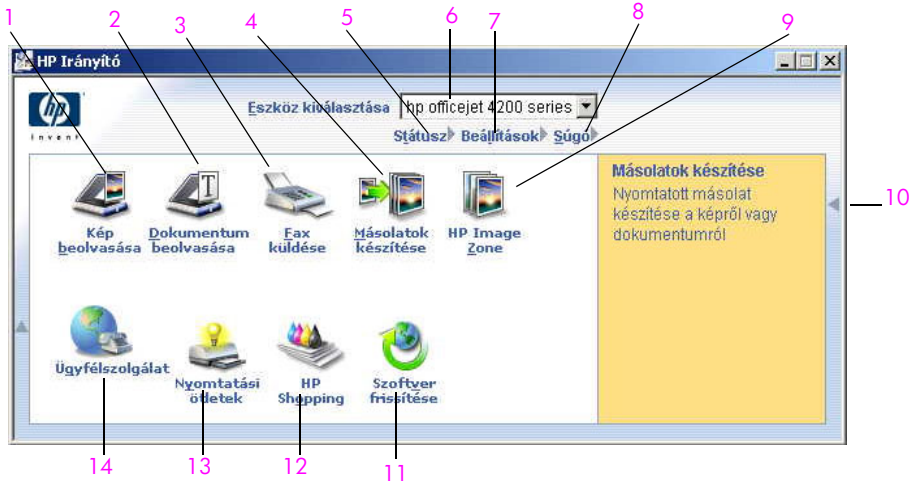 1
2
3
4
5
6
7
8
9
HP Irányító
hp
invent
Eszköz kiválasztása hp officejet 4200 series
Státusz Beállítások Súgó
Kép beolvasása
Dokumentum beolvasása
Fax küldése
Másolatok készítése
HP Image Zone
Másolatok készítése
Nyomtatott másolat
készítése a képről vagy
dokumentumról
10
Ügyfélszolgálat
Nyomtatási ötletek
HP Shopping
Szoftver frissítése
14
13
12
11